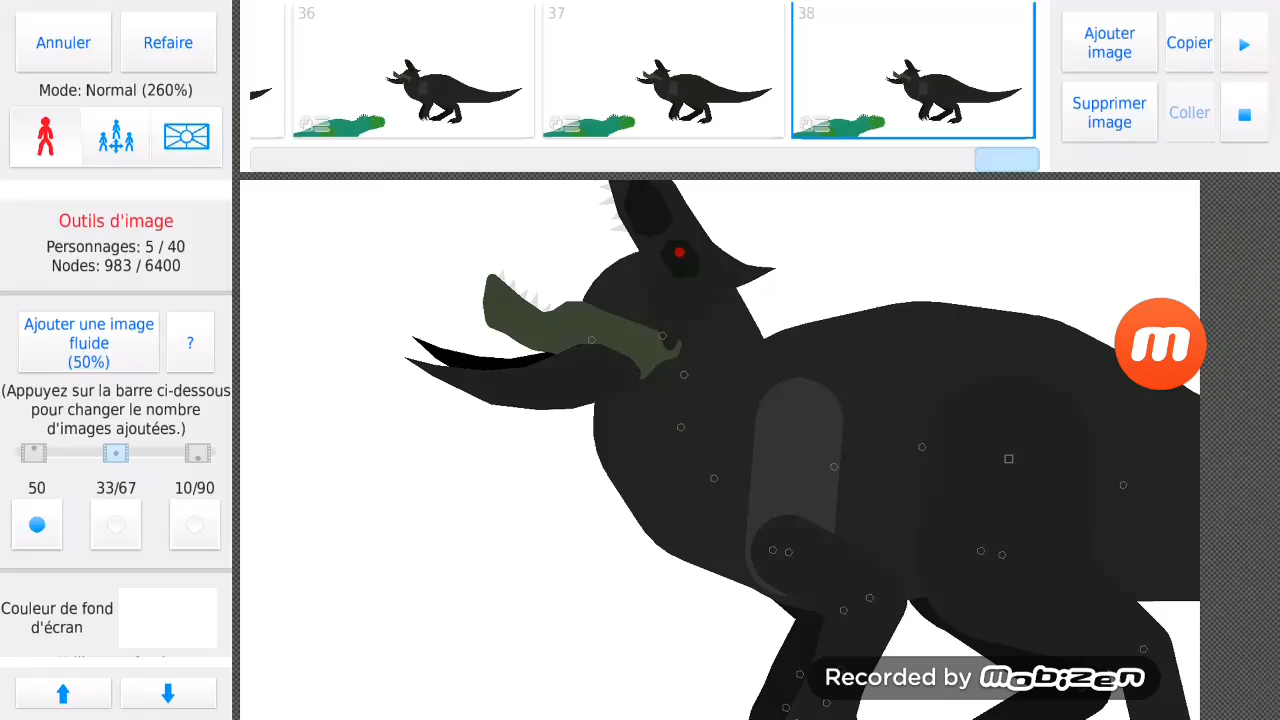 Annuler
Refaire
Mode: Normal (260%)
Outils d'image
Personnages: 5 / 40
Nodes: 983 / 6400
Ajouter une image
fluide
(50%)
?
(Appuyez sur la barre ci-dessous
pour changer le nombre
d'images ajoutées.)
50
33/67
10/90
Couleur de fond
d'écran
36
37
38
Ajouter
image
Copier
Supprimer
image
Coller
m
Recorded by mobizen